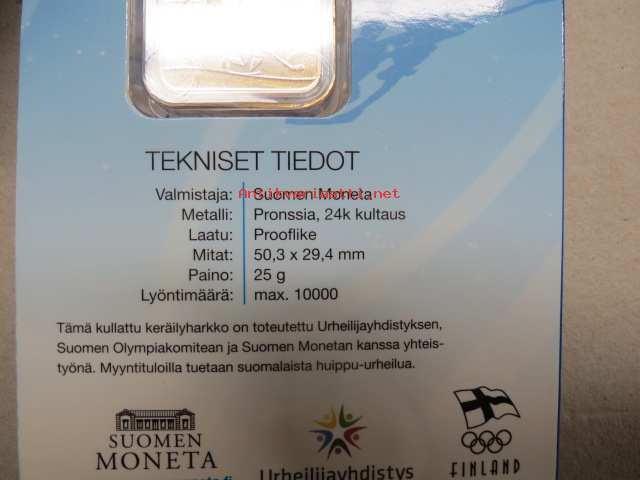 TEKNISET TIEDOT
Valmistaja: Suomen Moneta
Antikvariaatti.net
Metalli: Pronssia, 24k kultaus
Laatu: Prooflike
Mitat: 50,3 x 29,4 mm
Paino: 25 g
Lyöntimäärä: max. 10000
Tämä kullattu keräilyharkko on toteutettu Urheilijayhdistyksen,
Suomen Olympiakomitean ja Suomen Monetan kanssa yhteis-
työnä. Myyntituloilla tuetaan suomalaista huippu-urheilua.
SUOMEN
MONETA
Urheilijayhdistys
FINLAND